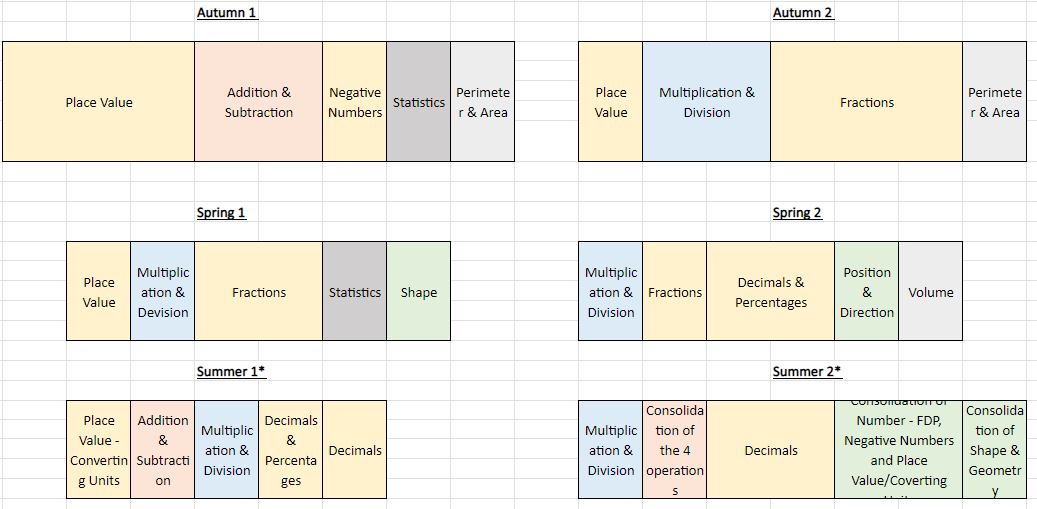 Autumn 1
Autumn 2
Place Value
Addition &
Subtraction
Negative
Numbers
Statistics
Perimete
r & Area
Place
Value
Multiplication &
Division
Fractions
Perimete
r & Area
Spring 1
Spring 2
Place
Value
Multiplic
ation &
Devision
Fractions
Statistics
Shape
Multiplic
ation &
Division
Fractions
Decimals &
Percentages
Position
&
Direction
Volume
Summer 1*
Summer 2*
Place
Value -
Convertin
g Units
Addition
&
Subtracti
on
Multiplic
ation &
Division
Decimals
&
Percenta
ges
Decimals
Multiplic
ation &
Division
Consolida
tion of
the 4
operation
s
Decimals
Consolidation of
Number - FDP,
Negative Numbers
and Place
Value/Coverting
Consolida
tion of
Shape &
Geometr
y